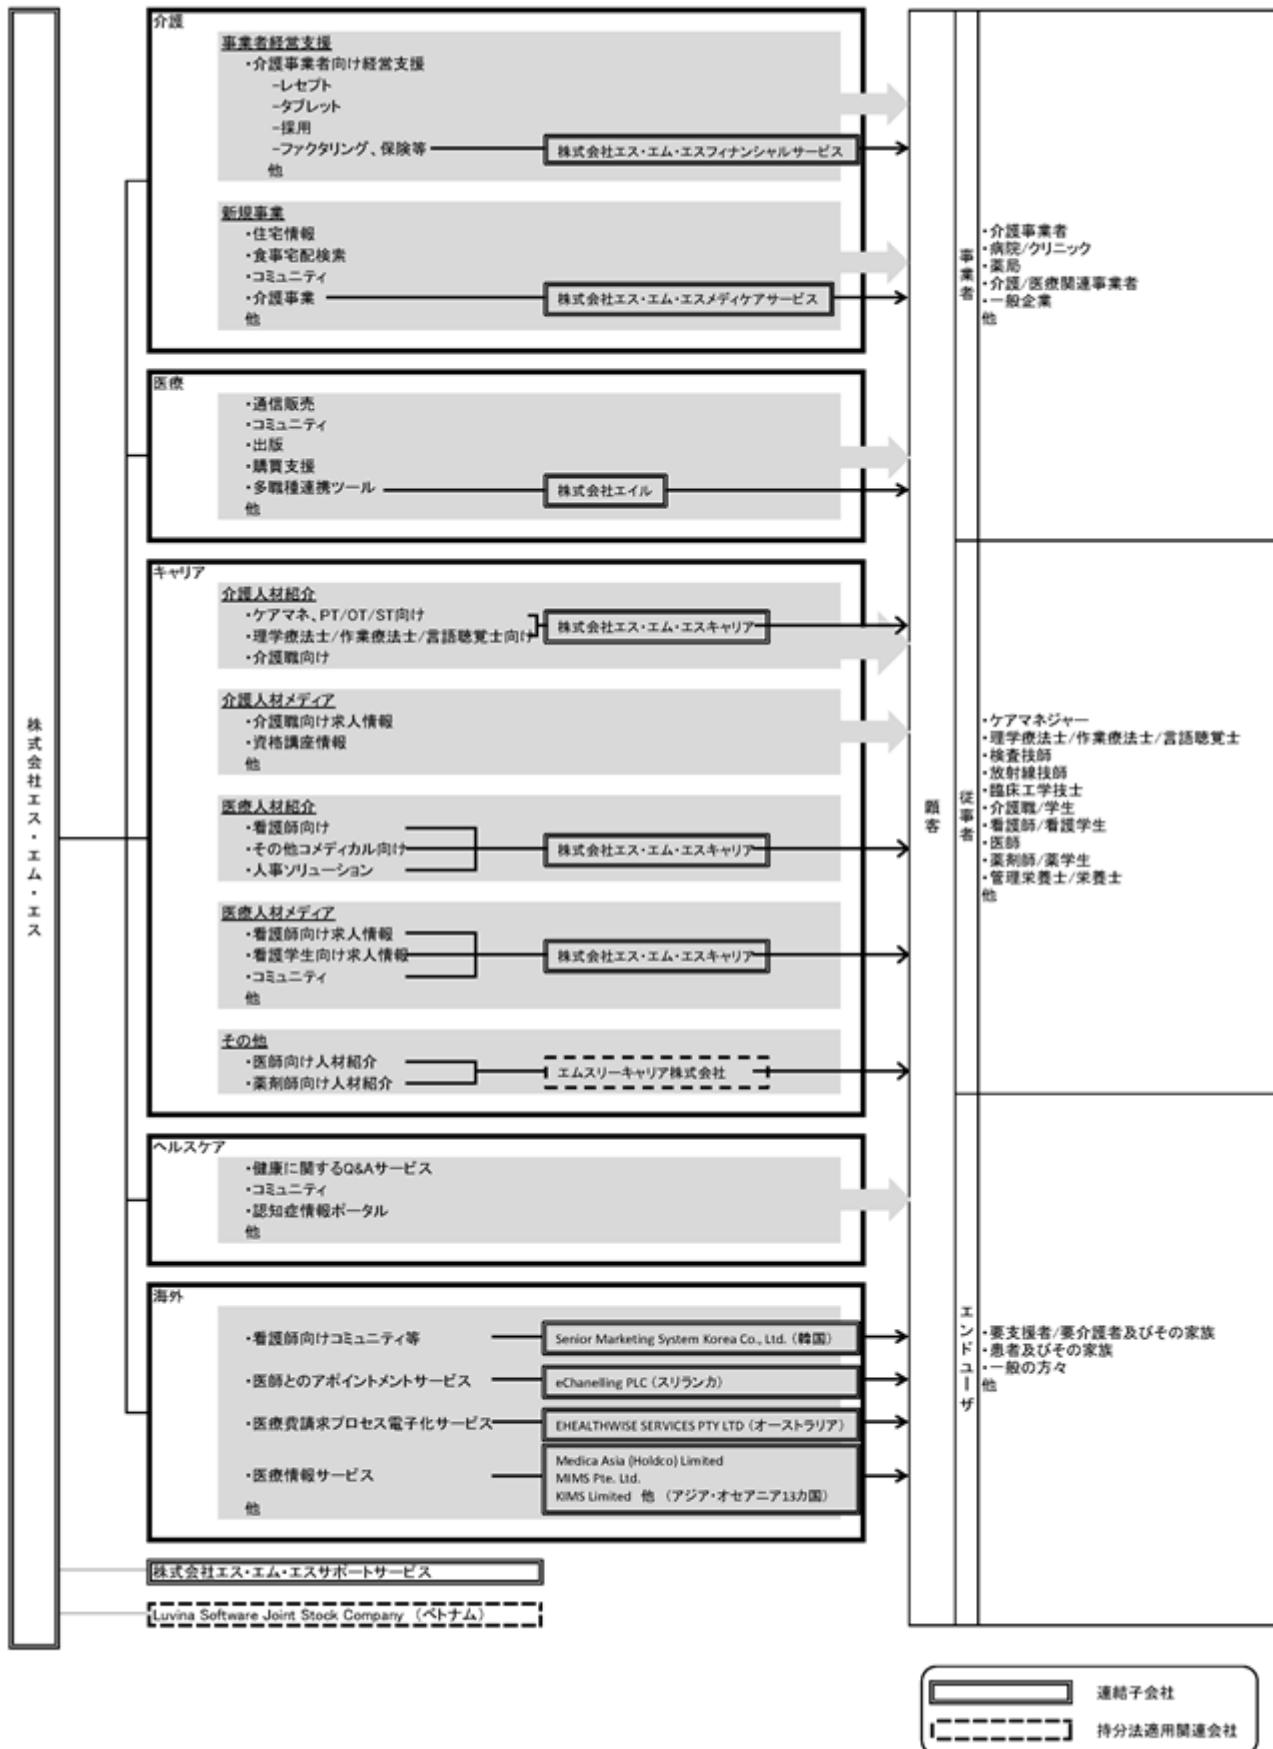 株式会社エス・エム・エス
介護
事業者経営支援
・介護事業者向け経営支援
−レセプト
−タブレット
−採用
−ファクタリング、保険等
株式会社エス・エム・エスフィナンシャルサービス
他
新規事業
・住宅情報
・食事宅配検索
・コミュニティ
・介護事業
株式会社エス・エム・エスメディケアサービス
他
医療
・通信販売
・コミュニティ
・出版
・購買支援
・多職種連携ツール
株式会社エイル
他
キャリア
介護人材紹介
・ケアマネ、PT/OT/ST向け
・理学療法士/作業療法士/言語聴覚士向け
株式会社エス・エム・エスキャリア
・介護職向け
介護人材メディア
・介護職向け求人情報
・資格講座情報
他
医療人材紹介
・看護師向け
・その他コメディカル向け
・人事ソリューション
株式会社エス・エム・エスキャリア
医療人材メディア
・看護師向け求人情報
・看護学生向け求人情報
・コミュニティ
株式会社エス・エム・エスキャリア
他
その他
・医師向け人材紹介
・薬剤師向け人材紹介
エムスリーキャリア株式会社
ヘルスケア
・健康に関するQ&Aサービス
・コミュニティ
・認知症情報ポータル
他
海外
・看護師向けコミュニティ等
Senior Marketing System Korea Co., Ltd. (韓国)
・医師とのアポイントメントサービス
eChanelling PLC (スリランカ)
・医療費請求プロセス電子化サービス
EHEALTHWISE SERVICES PTY LTD (オーストラリア)
・医療情報サービス
Medica Asia (Holdco) Limited
MIMS Pte. Ltd.
KIMS Limited 他 (アジア・オセアニア13カ国)
他
株式会社エス・エム・エスサポートサービス
Luvina Software Joint Stock Company (ベトナム)
顧客
事業者
・介護事業者
・病院/クリニック
・薬局
・介護/医療関連事業者
・一般企業
他
従事者
・ケアマネジャー
・理学療法士/作業療法士/言語聴覚士
・検査技師
・放射線技師
・臨床工学技士
・介護職/学生
・看護師/看護学生
・医師
・薬剤師/薬学生
・管理栄養士/栄養士
他
エンドユーザ
・要支援者/要介護者及びその家族
・患者及びその家族
・一般の方々
他
連結子会社
持分法適用関連会社